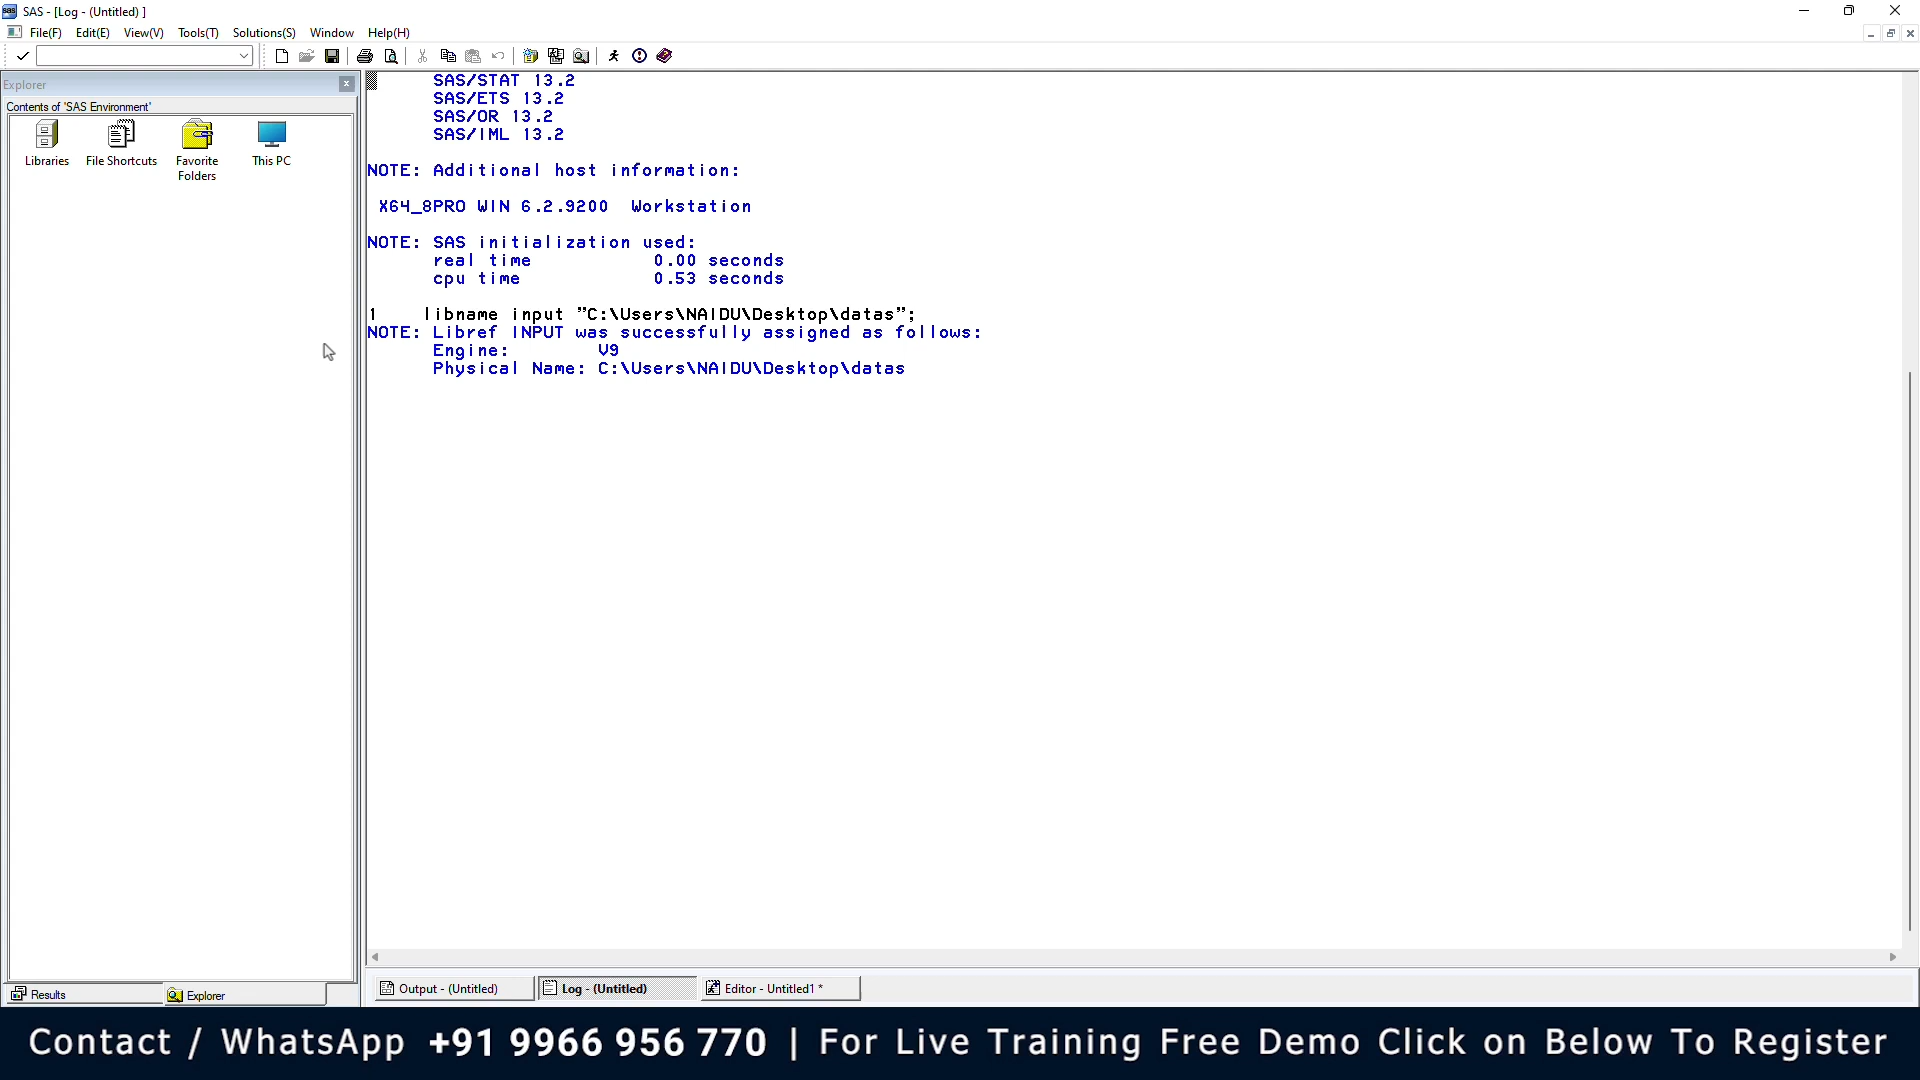 SAS - [Log - (Untitled) ]
File(F) Edit(E) View(V) Tools(T) Solutions(S) Window Help(H)
Explorer
Contents of 'SAS Environment'
Libraries
File Shortcuts
Favorite Folders
This PC
SAS/STAT 13.2
SAS/ETS 13.2
SAS/OR 13.2
SAS/IML 13.2
NOTE: Additional host information:
X64_8PRO WIN 6.2.9200 Workstation
NOTE: SAS initialization used:
real time 0.00 seconds
cpu time 0.53 seconds
1 libname input "C:\Users\NAIDU\Desktop\datas";
NOTE: Libref INPUT was successfully assigned as follows:
Engine: V9
Physical Name: C:\Users\NAIDU\Desktop\datas
Results
Explorer
Output - (Untitled)
Log - (Untitled)
Editor - Untitled1 *
Contact / WhatsApp +91 9966 956 770 | For Live Training Free Demo Click on Below To Register